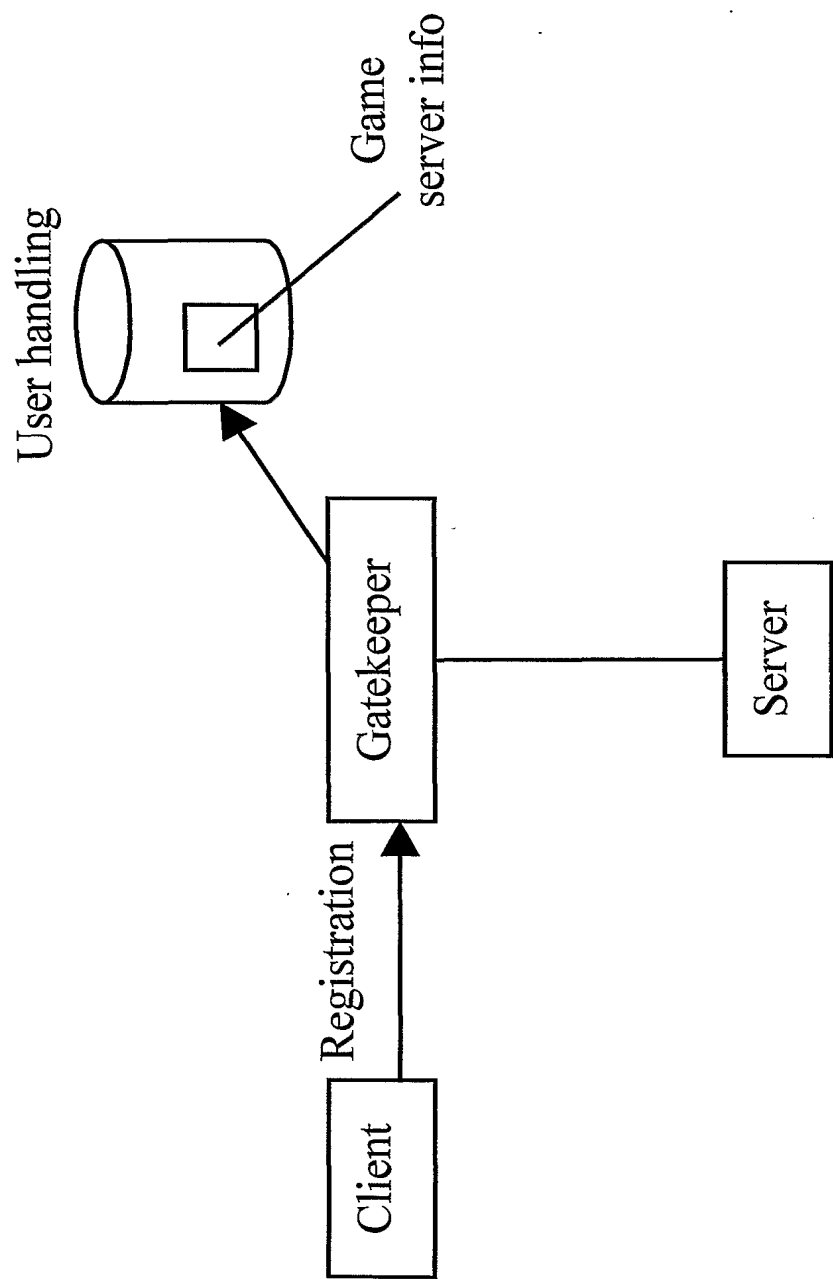 User handling
Game
server info
Registration
Client
Gatekeeper
Server